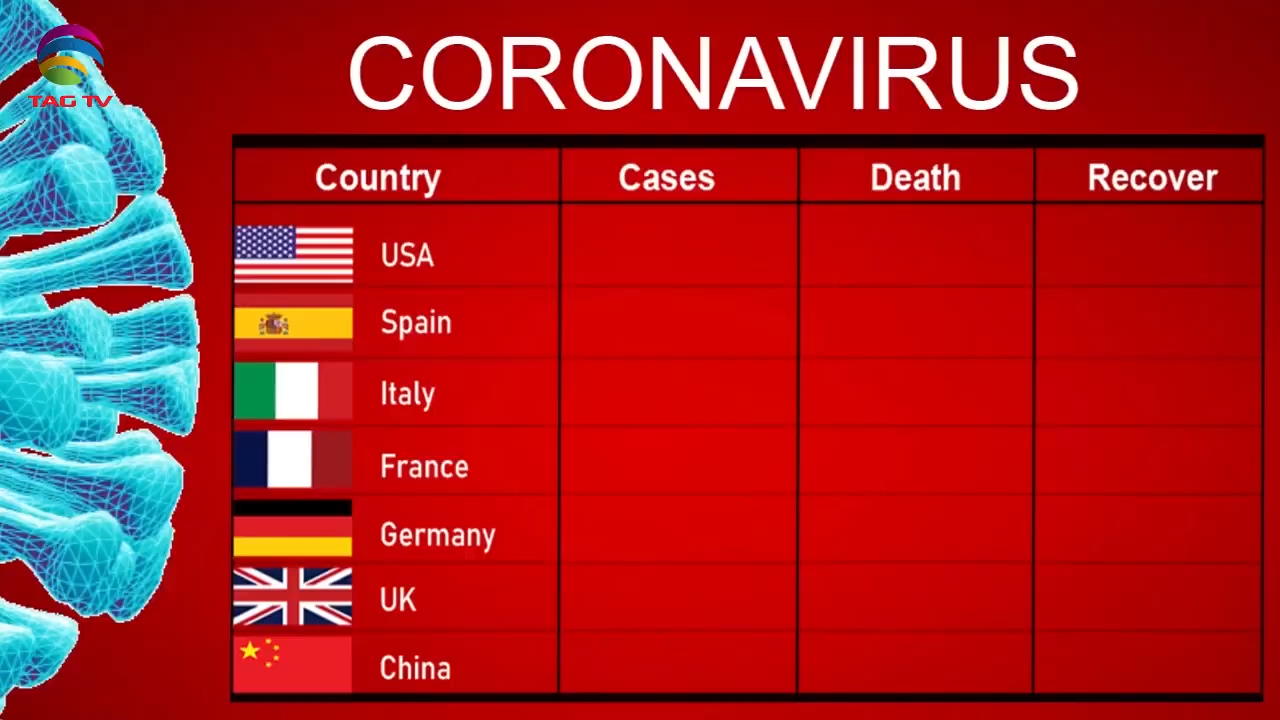 TAG TV
CORONAVIRUS
Country Cases Death Recover
USA
Spain
Italy
France
Germany
UK
China